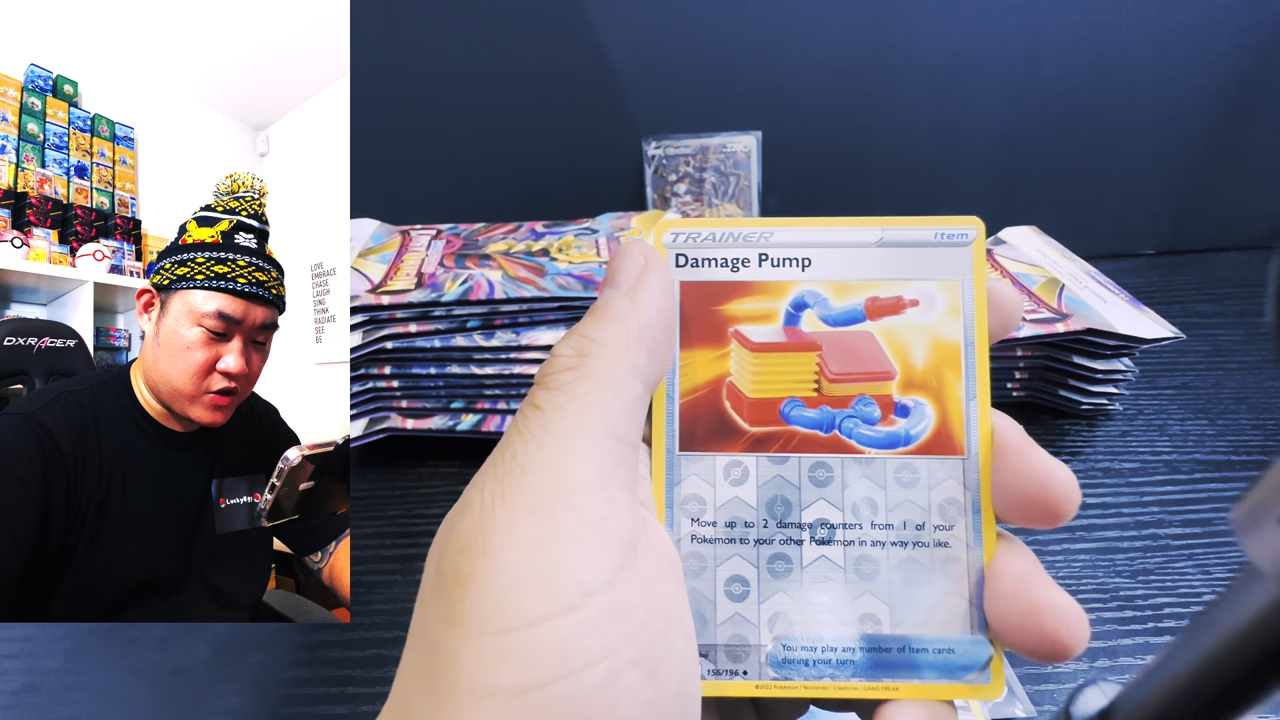 DXRACER
LOVE
EMBRACE
CHASE
LAUGH
SING
THINK
RADIATE
SEE
BE
TRAINER
Item
Damage Pump
Move up to 2 damage counters from 1 of your
Pokémon to your other Pokémon in any way you like.
You may play any number of Item cards
during your turn
156/196
©2022 Pokémon / Nintendo / Creatures / GAME FREAK